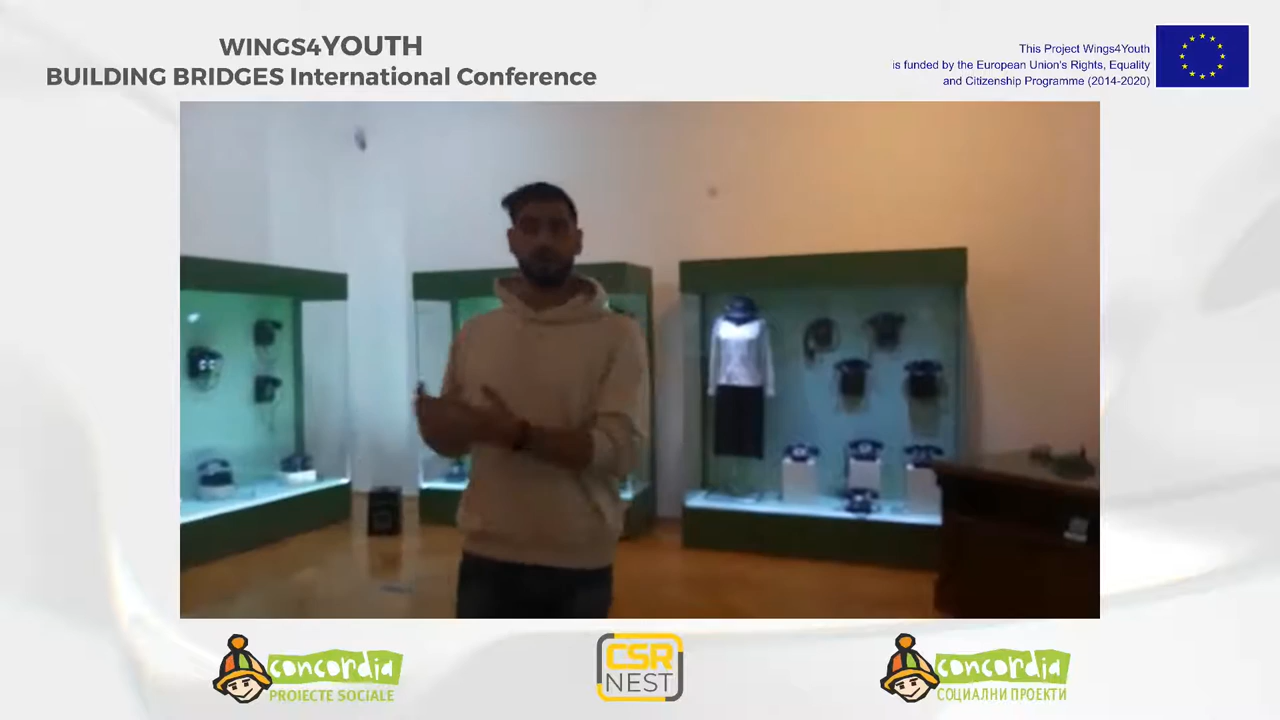 WINGS4YOUTH
BUILDING BRIDGES International Conference
This Project Wings4Youth
is funded by the European Union's Rights, Equality
and Citizenship Programme (2014-2020)
concordia
PROIECTE SOCIALE
CSR
NEST
concordia
СОЦИАЛНИ ПРОЕКТИ